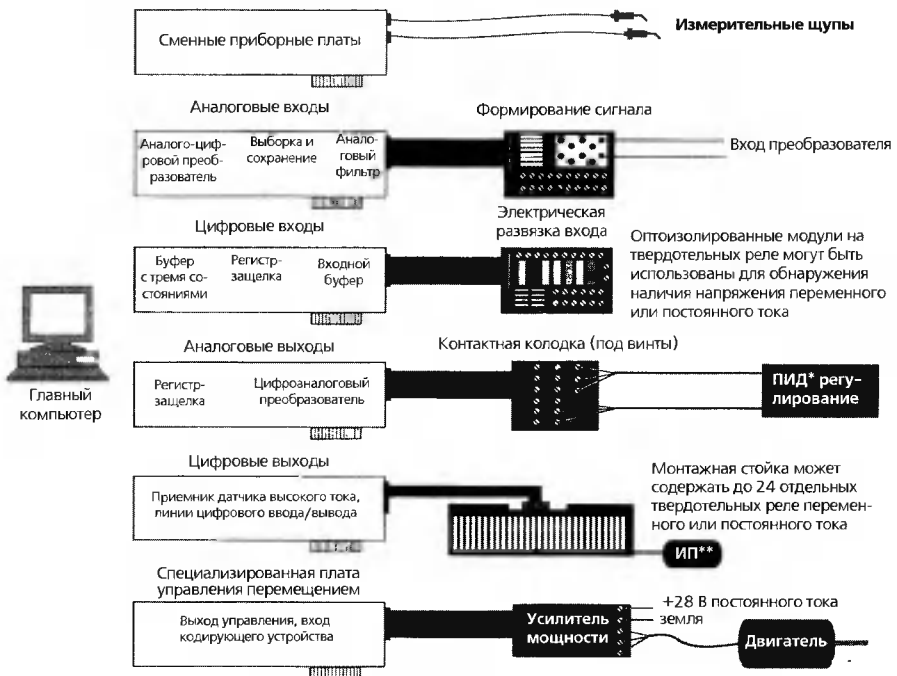 Сменные приборные платы
Измерительные щупы
Аналоговые входы
Формирование сигнала
Аналого-циф-
ровой преоб-
разователь
Выборка и
сохранение
Анало-
говый
фильтр
Вход преобразователя
Цифровые входы
Электрическая
развязка входа
Буфер
с тремя со-
стояниями
Регистр-
защелка
Входной
буфер
Оптоизолированные модули на
твердотельных реле могут быть
использованы для обнаружения
наличия напряжения переменного
или постоянного тока
Главный
компьютер
Аналоговые выходы
Контактная колодка (под винты)
Регистр-
защелка
Цифроаналоговый
преобразователь
ПИД* регу-
лирование
Цифровые выходы
Приемник датчика высокого тока,
линии цифрового ввода/вывода
Монтажная стойка может
содержать до 24 отдельных
твердотельных реле перемен-
ного или постоянного тока
ИП**
Специализированная плата
управления перемещением
Выход управления, вход
кодирующего устройства
Усилитель
мощности
+28 В постоянного тока
земля
Двигатель